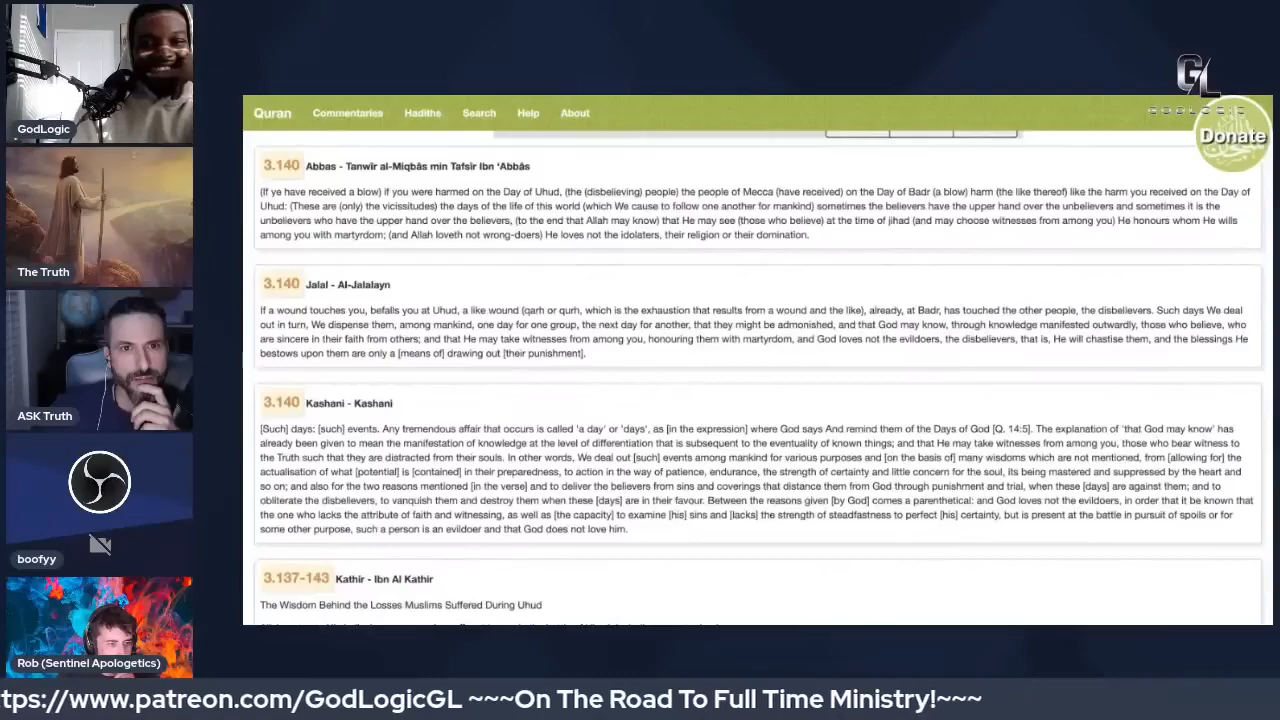 GodLogic
The Truth
ASK Truth
boofyy
Rob (Sentinel Apologetics)
GL
GODLOGIC
Quran Commentaries Hadiths Search Help About
Donate
3.140 Abbas - Tanwîr al-Miqbâs min Tafsîr Ibn ‘Abbâs
(If ye have received a blow) if you were harmed on the Day of Uhud, (the (disbelieving) people) the people of Mecca (have received) on the Day of Badr (a blow) harm (the like thereof) like the harm you received on the Day of
Uhud: (These are (only) the vicissitudes) the days of the life of this world (which We cause to follow one another for mankind) sometimes the believers have the upper hand over the unbelievers and sometimes it is the
unbelievers who have the upper hand over the believers, (to the end that Allah may know) that He may see (those who believe) at the time of jihad (and may choose witnesses from among you) He honours whom He wills
among you with martyrdom; (and Allah loveth not wrong-doers) He loves not the idolaters, their religion or their domination.
3.140 Jalal - Al-Jalalayn
If a wound touches you, befalls you at Uhud, a like wound (qarh or qurh, which is the exhaustion that results from a wound and the like), already, at Badr, has touched the other people, the disbelievers. Such days We deal
out in turn, We dispense them, among mankind, one day for one group, the next day for another, that they might be admonished, and that God may know, through knowledge manifested outwardly, those who believe, who
are sincere in their faith from others; and that He may take witnesses from among you, honouring them with martyrdom, and God loves not the evildoers, the disbelievers, that is, He will chastise them, and the blessings He
bestows upon them are only a [means of] drawing out [their punishment],
3.140 Kashani - Kashani
[Such] days: [such] events. Any tremendous affair that occurs is called 'a day' or 'days', as [in the expression] where God says And remind them of the Days of God [Q. 14:5]. The explanation of 'that God may know' has
already been given to mean the manifestation of knowledge at the level of differentiation that is subsequent to the eventuality of known things; and that He may take witnesses from among you, those who bear witness to
the Truth such that they are distracted from their souls. In other words, We deal out [such] events among mankind for various purposes and [on the basis of] many wisdoms which are not mentioned, from [allowing for] the
actualisation of what [potential] is [contained] in their preparedness, to action in the way of patience, endurance, the strength of certainty and little concern for the soul, its being mastered and suppressed by the heart and
so on; and also for the two reasons mentioned [in the verse] and to deliver the believers from sins and coverings that distance them from God through punishment and trial, when these [days] are against them; and to
obliterate the disbelievers, to vanquish them and destroy them when these [days] are in their favour. Between the reasons given [by God] comes a parenthetical: and God loves not the evildoers, in order that it be known that
the one who lacks the attribute of faith and witnessing, as well as [the capacity] to examine [his] sins and [lacks] the strength of steadfastness to perfect [his] certainty, but is present at the battle in pursuit of spoils or for
some other purpose, such a person is an evildoer and that God does not love him.
3.137-143 Kathir - Ibn Al Kathir
The Wisdom Behind the Losses Muslims Suffered During Uhud
tps://www.patreon.com/GodLogicGL ~~~On The Road To Full Time Ministry!~~~